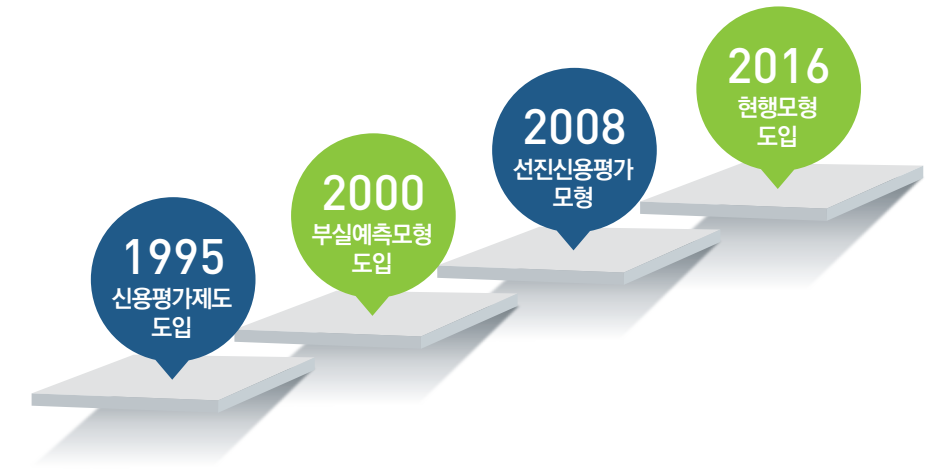 1995
신용평가제도
도입
2000
부실예측모형
도입
2008
선진신용평가
모형
2016
현행모형
도입